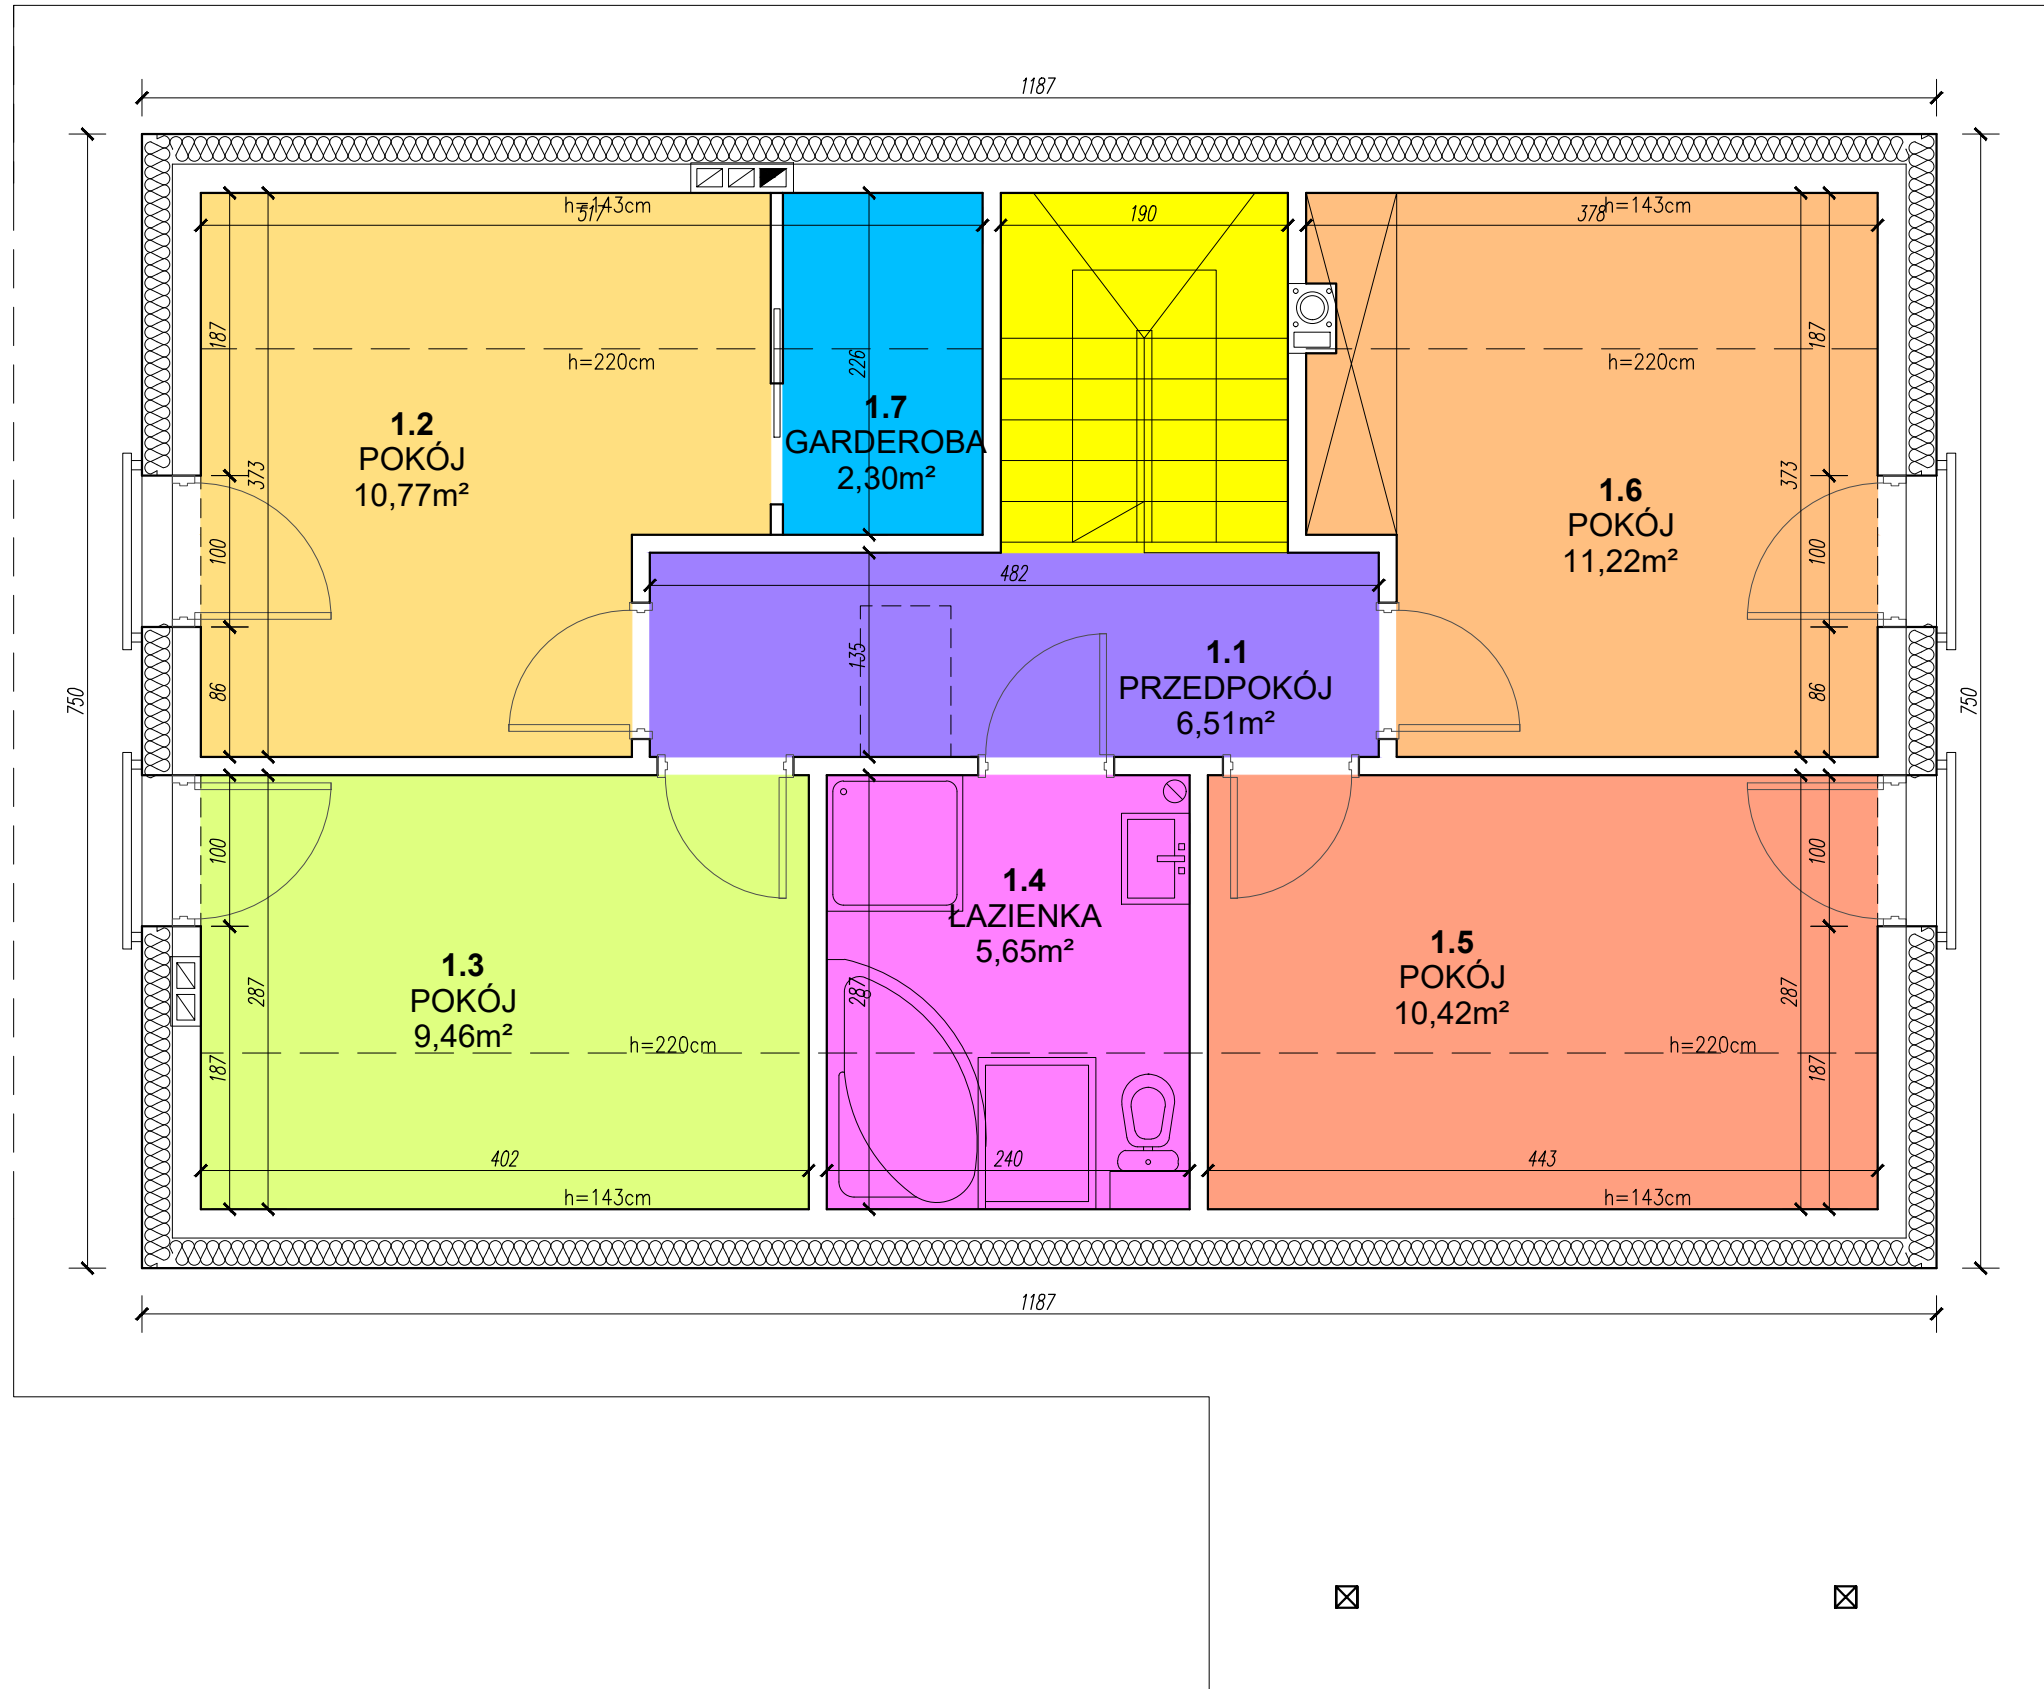 1187
h=143cm
517
190
378
h=143cm
187
373
h=220cm
226
h=220cm
187
373
1.2
POKÓJ
10,77m²
1.7
GARDEROBA
2,30m²
1.6
POKÓJ
11,22m²
100
100
482
86
135
86
750
750
1.1
PRZEDPOKÓJ
6,51m²
100
100
1.4
ŁAZIENKA
5,65m²
1.3
POKÓJ
9,46m²
1.5
POKÓJ
10,42m²
287
287
287
h=220cm
h=220cm
187
187
402
240
443
h=143cm
h=143cm
1187